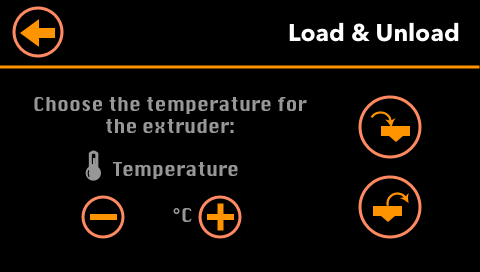 Load & Unload
Choose the temperature for
the extruder:
Temperature
°C